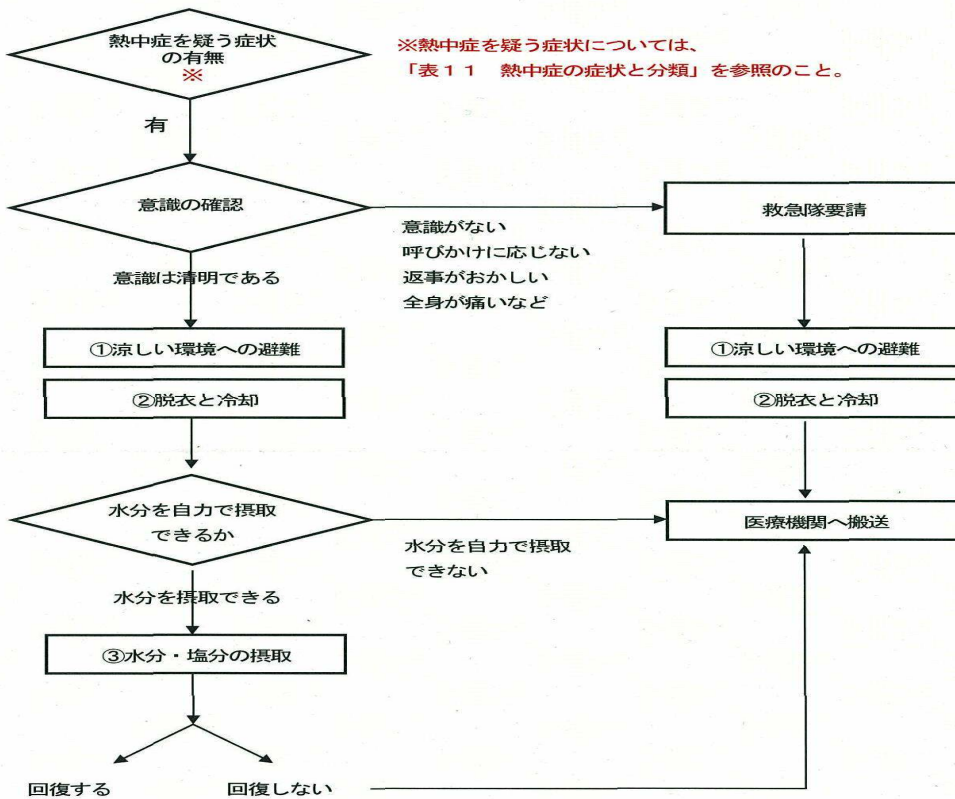 熱中症を疑う症状
の有無
※
※熱中症を疑う症状については、
「表11 熱中症の症状と分類」を参照のこと。
有
意識の確認
意識がない
呼びかけに応じない
返事がおかしい
全身が痛いなど
救急隊要請
意識は清明である
①涼しい環境への避難
②脱衣と冷却
①涼しい環境への避難
②脱衣と冷却
水分を自力で摂取
できるか
水分を自力で摂取
できない
医療機関へ搬送
水分を摂取できる
③水分・塩分の摂取
回復する
回復しない